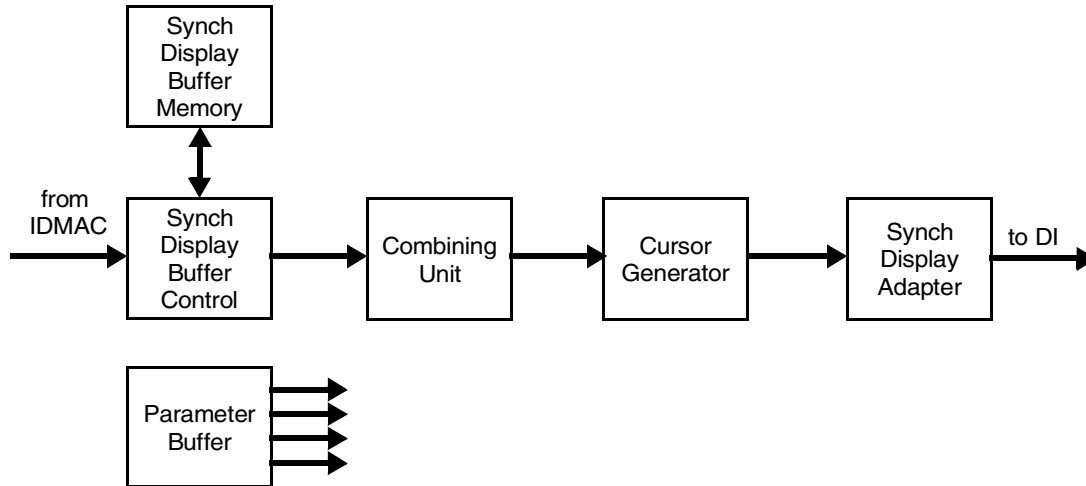 Synch
Display
Buffer
Memory
from
IDMAC
Synch
Display
Buffer
Control
Combining
Unit
Cursor
Generator
Synch
Display
Adapter
to DI
Parameter
Buffer